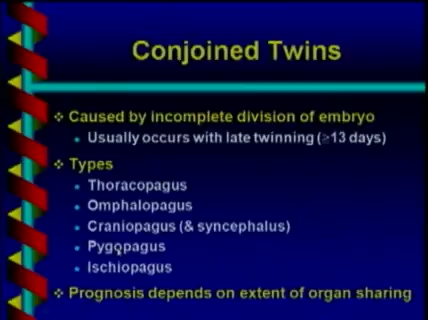 Conjoined Twins
Caused by incomplete division of embryo
Usually occurs with late twinning (≥13 days)
Types
Thoracopagus
Omphalopagus
Craniopagus (& syncephalus)
Pygopagus
Ischiopagus
Prognosis depends on extent of organ sharing